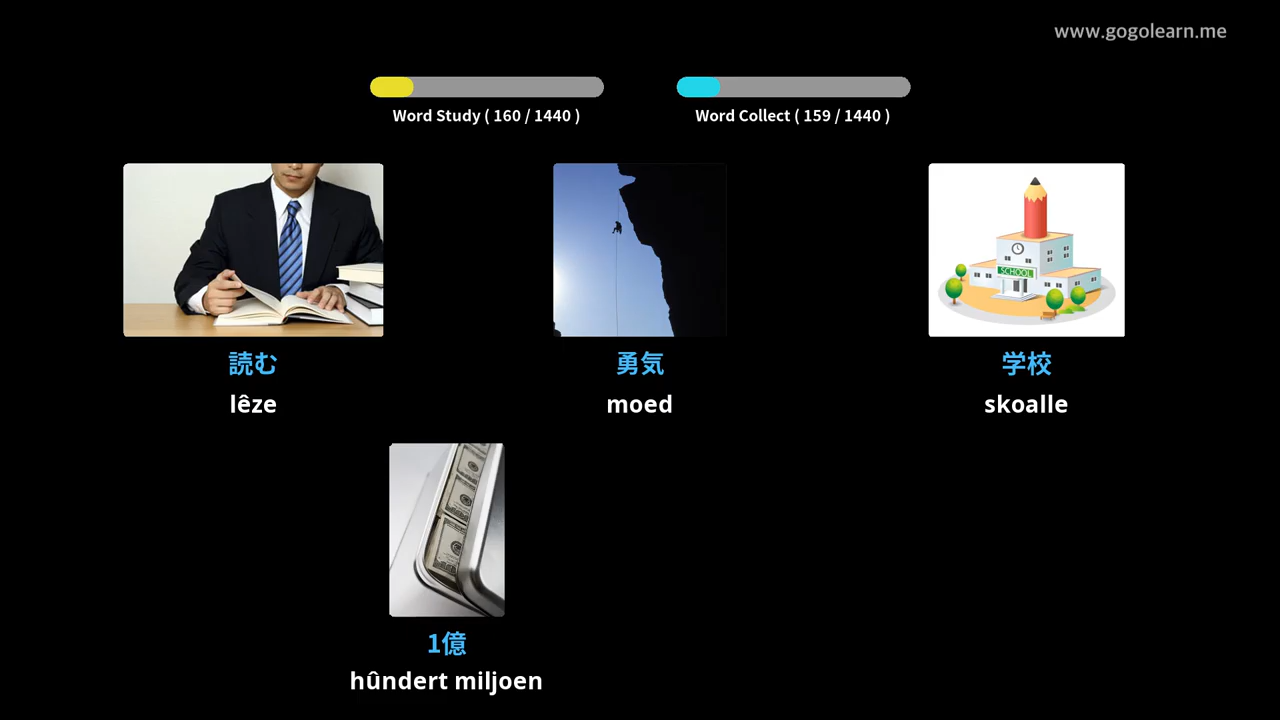 www.gogolearn.me
Word Study ( 160 / 1440 )
Word Collect ( 159 / 1440 )
SCHOOL
読む
勇気
学校
lêze
moed
skoalle
1億
hûndert miljoen